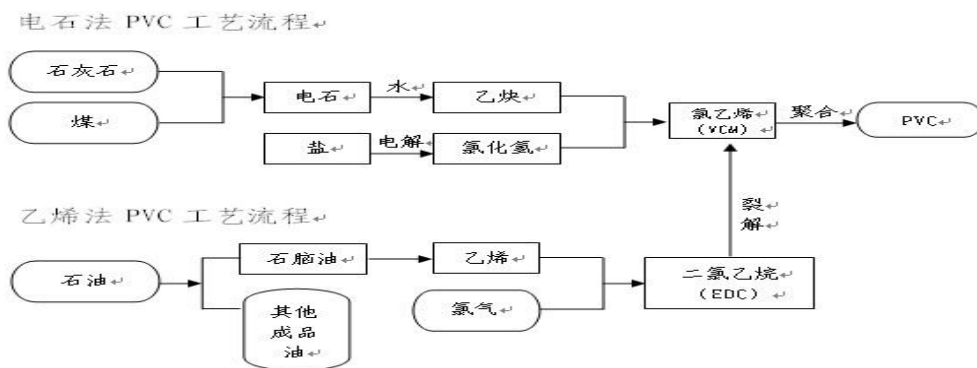 电石法 PVC 工艺流程
石灰石
煤
电石
水
乙炔
盐
电解
氯化氢
氯乙烯
(VCM)
聚合
PVC
乙烯法 PVC 工艺流程
石油
石脑油
其他
成品
油
乙烯
氯气
二氯乙烷
(EDC)
裂
解